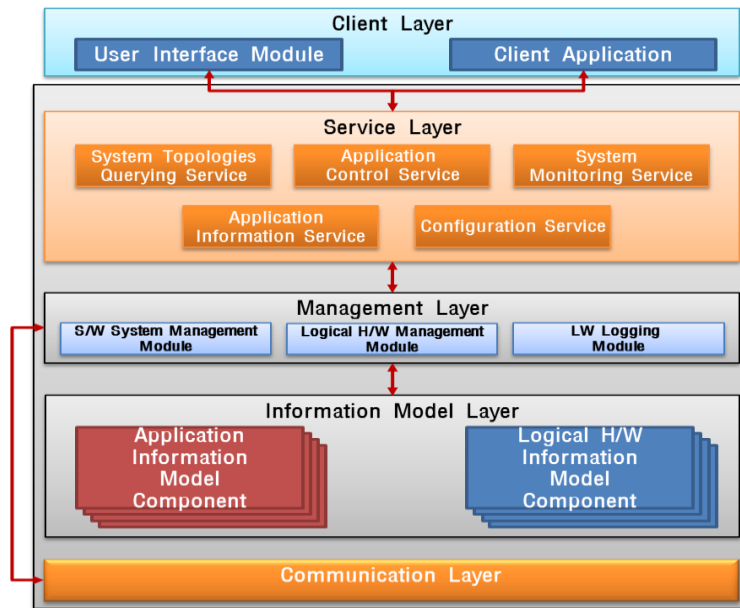 Client Layer
User Interface Module
Client Application
Service Layer
System Topologies
Querying Service
Application
Control Service
System
Monitoring Service
Application
Information Service
Configuration Service
Management Layer
S/W System Management
Module
Logical H/W Management
Module
LW Logging
Module
Information Model Layer
Application
Information
Model
Component
Logical H/W
Information
Model
Component
Communication Layer